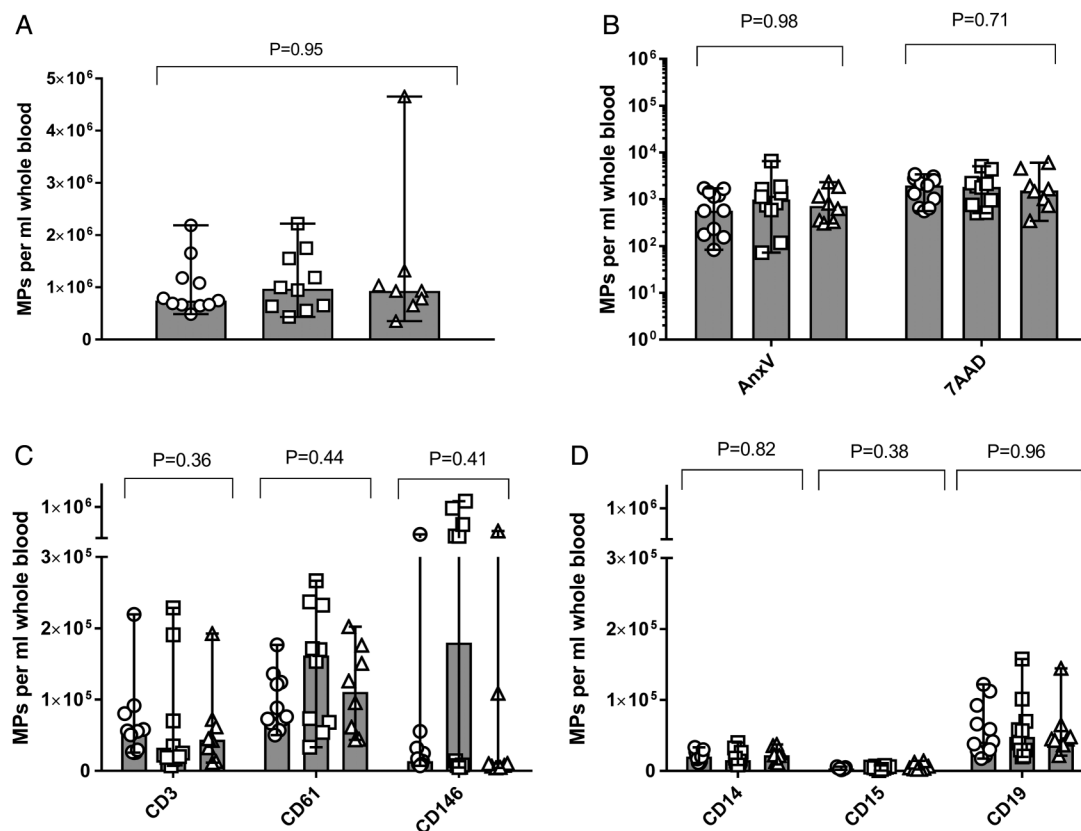 A
P=0.95
MPs per ml whole blood
5×10⁶
4×10⁶
3×10⁶
2×10⁶
1×10⁶
0
B
P=0.98
P=0.71
MPs per ml whole blood
10⁶
10⁵
10⁴
10³
10²
10¹
10⁰
AnxV
7AAD
C
P=0.36
P=0.44
P=0.41
MPs per ml whole blood
1×10⁶
3×10⁵
2×10⁵
1×10⁵
0
CD3
CD61
CD146
D
P=0.82
P=0.38
P=0.96
MPs per ml whole blood
1×10⁶
3×10⁵
2×10⁵
1×10⁵
0
CD14
CD15
CD19